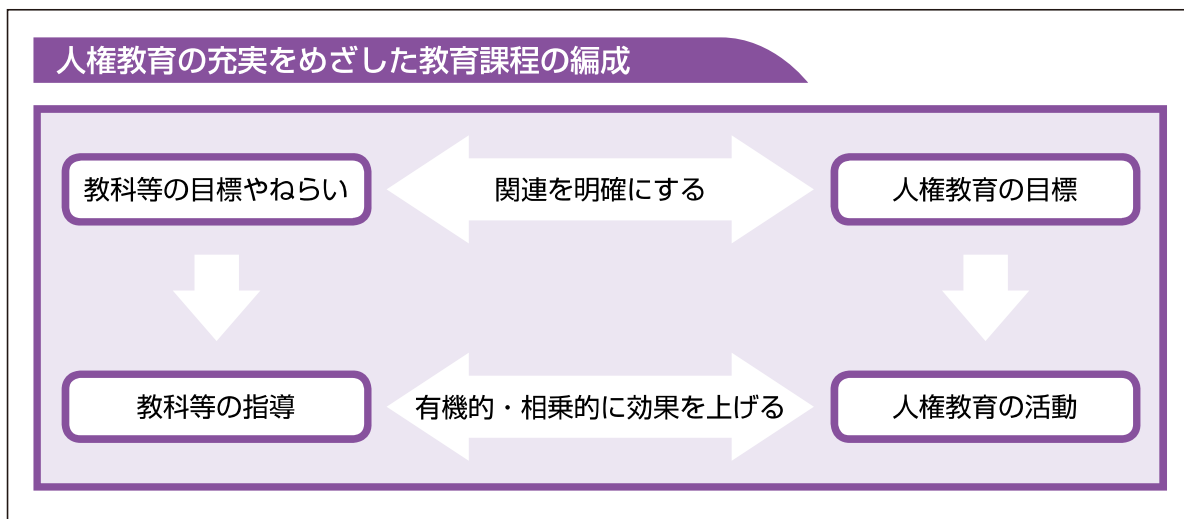 人権教育の充実をめざした教育課程の編成
教科等の目標やねらい
関連を明確にする
人権教育の目標
教科等の指導
有機的・相乗的に効果を上げる
人権教育の活動